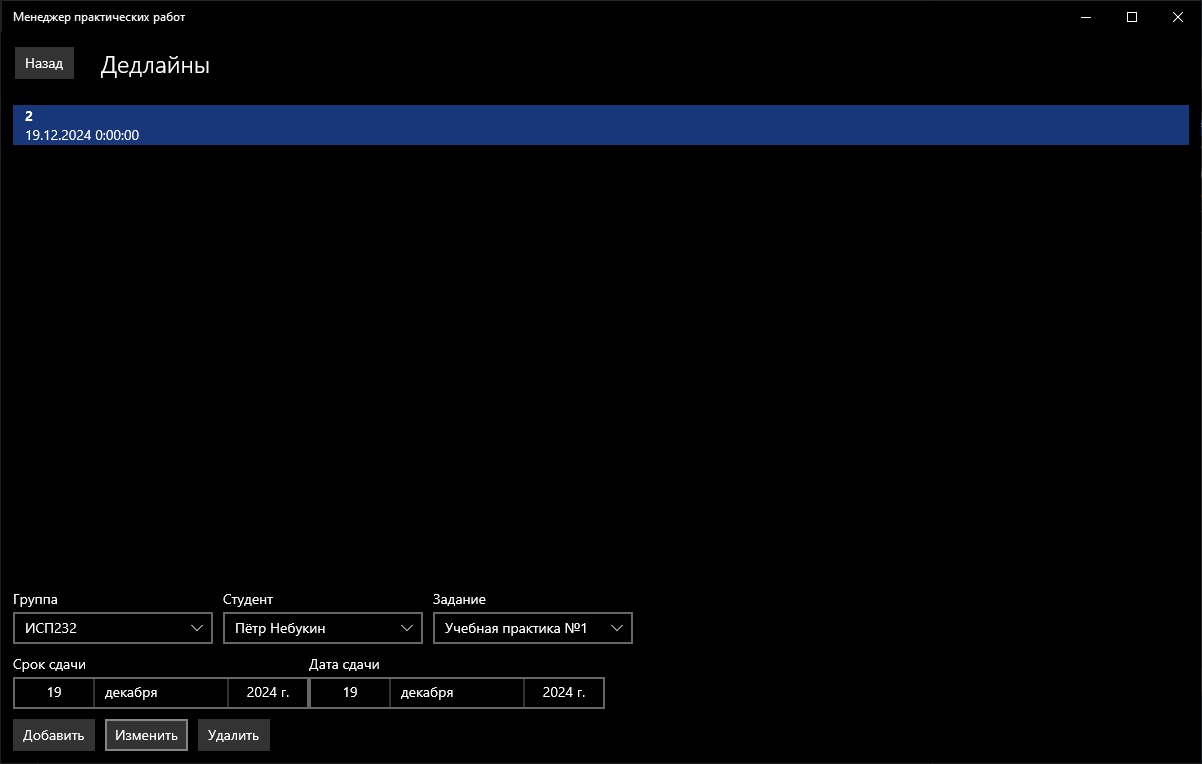 Менеджер практических работ
Назад Дедлайны
2
19.12.2024 0:00:00
Группа Студент Задание
ИСП232 Пётр Небукин Учебная практика №1
Срок сдачи Дата сдачи
19 декабря 2024 г. 19 декабря 2024 г.
Добавить Изменить Удалить